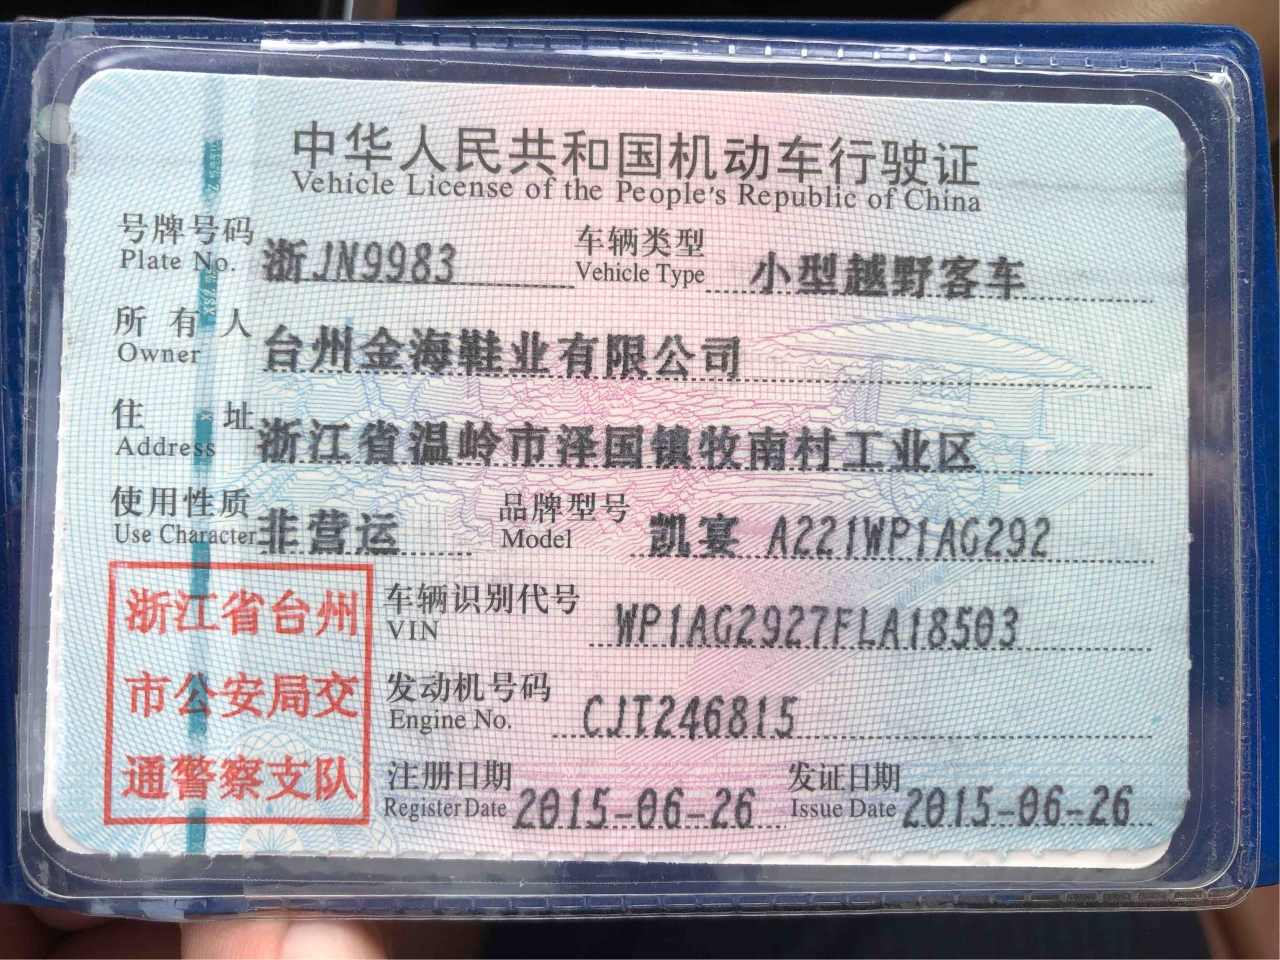 中华人民共和国机动车行驶证
Vehicle License of the People's Republic of China
号牌号码 浙JN9983 车辆类型 小型越野客车
Plate No. Vehicle Type
所有人 台州金海鞋业有限公司
Owner
住址 浙江省温岭市泽国镇牧南村工业区
Address
使用性质 非营运 品牌型号 凯宴 A221WP1AG292
Use Character Model
浙江省台州
市公安局交
通警察支队
车辆识别代号 WP1AG2927FLA18503
VIN
发动机号码 CJT246815
Engine No.
注册日期 2015-06-26 发证日期 2015-06-26
Register Date Issue Date